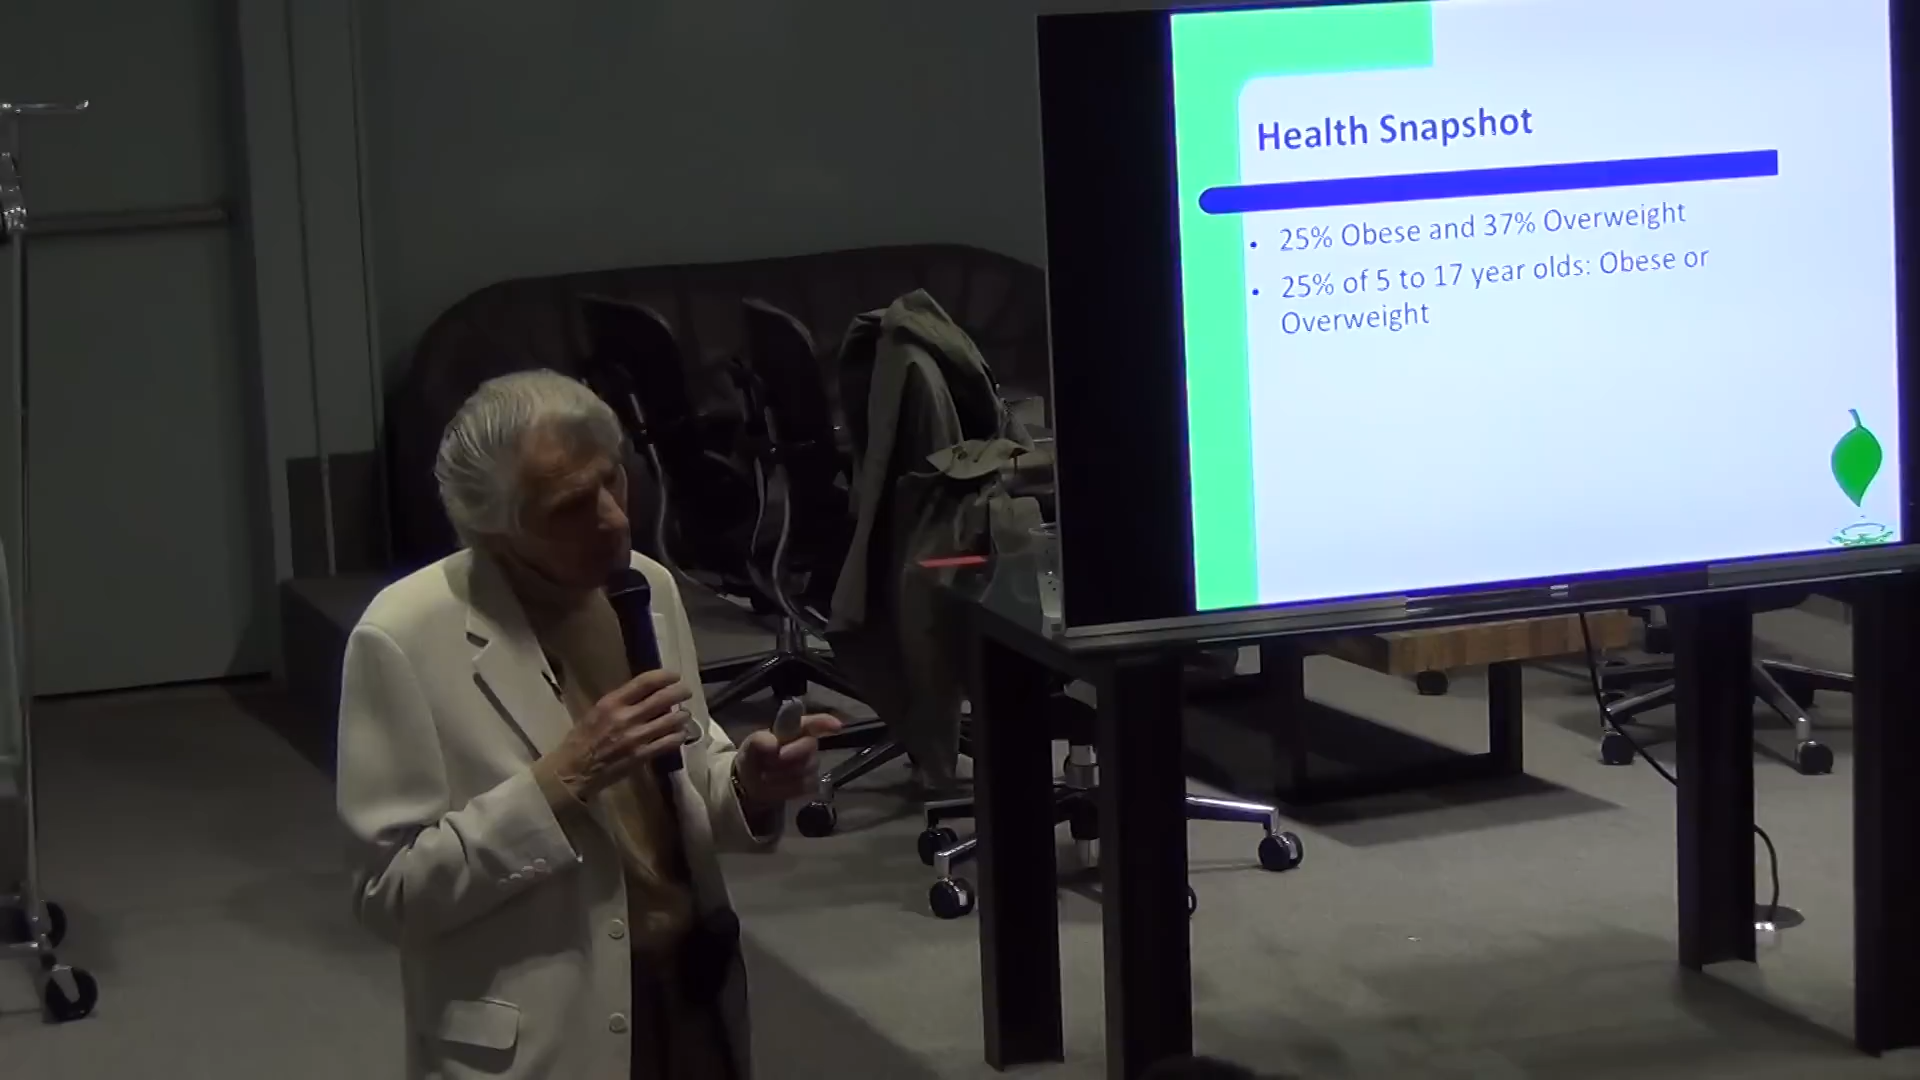 Health Snapshot
• 25% Obese and 37% Overweight
• 25% of 5 to 17 year olds: Obese or
Overweight